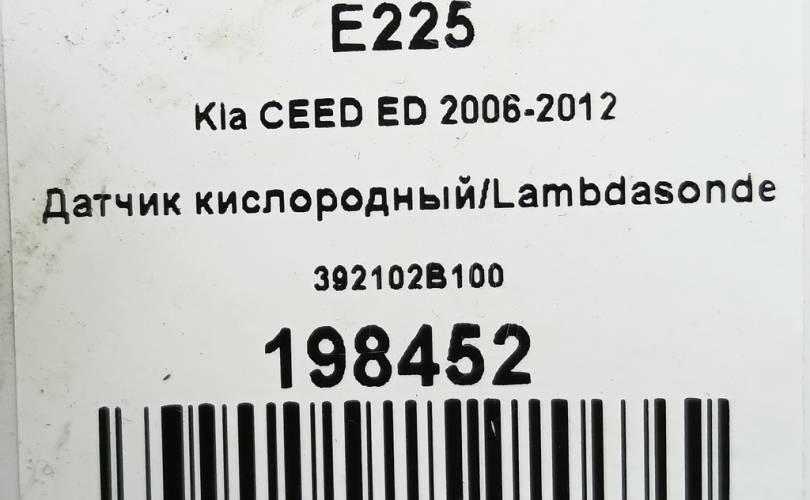 E225
Kia CEED ED 2006-2012
Датчик кислородный/Lambdasonde
392102B100
198452